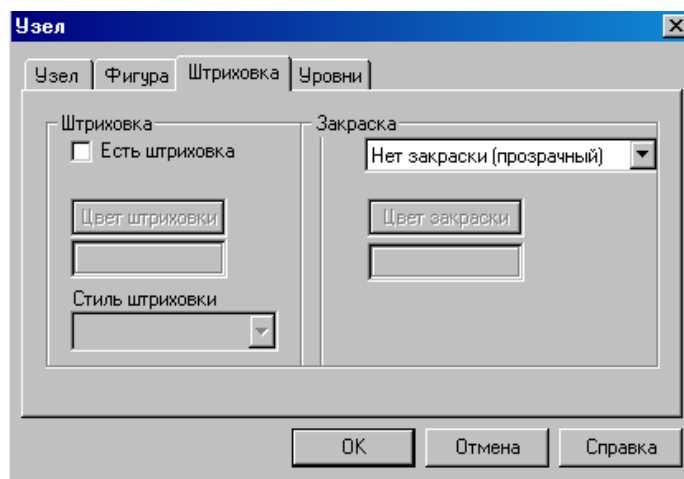 Узел
Узел Фигура Штриховка Уровни
Штриховка Закраска
Есть штриховка Нет закраски (прозрачный)
Цвет штриховки Цвет закраски
Стиль штриховки
OK Отмена Справка